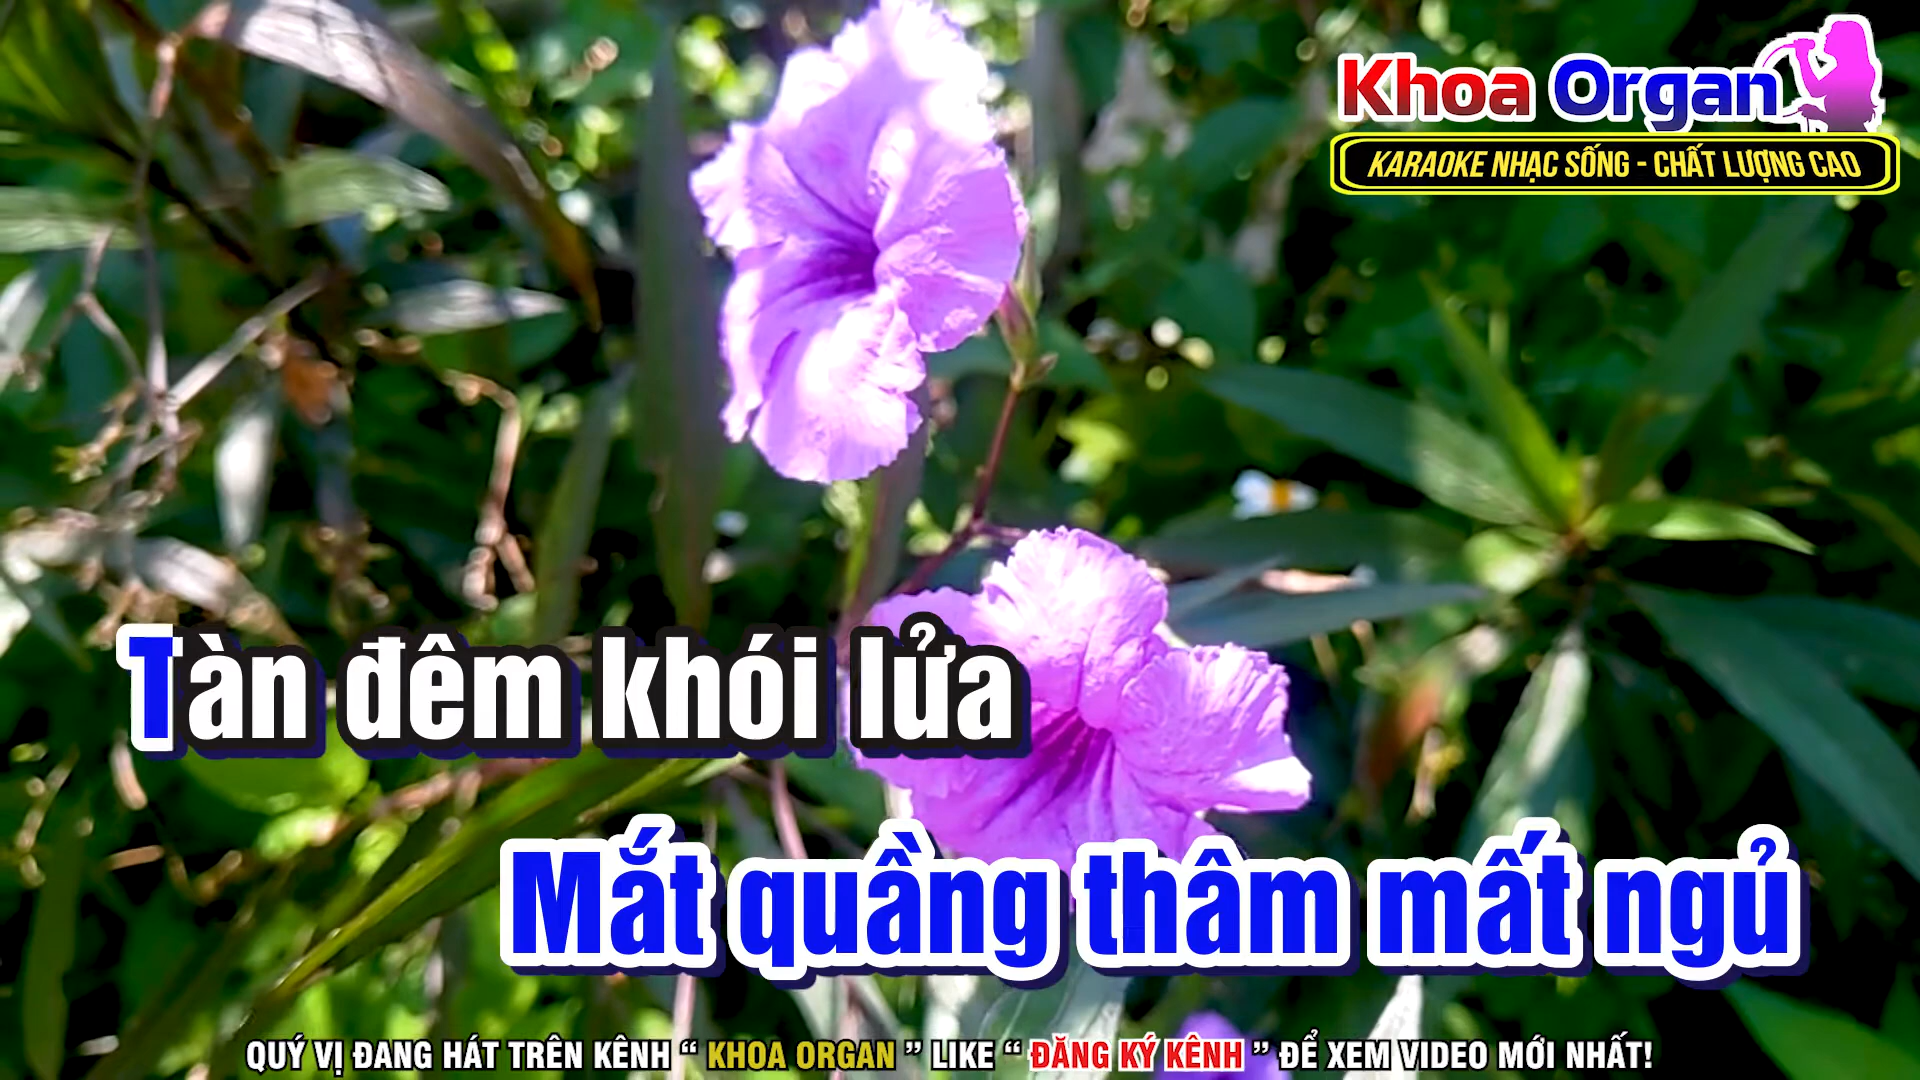 Khoa Organ
KARAOKE NHẠC SỐNG - CHẤT LƯỢNG CAO
Tàn đêm khói lửa
Mắt quầng thâm mất ngủ
QUÝ VỊ ĐANG HÁT TRÊN KÊNH “ KHOA ORGAN ” LIKE “ ĐĂNG KÝ KÊNH ” ĐỂ XEM VIDEO MỚI NHẤT!